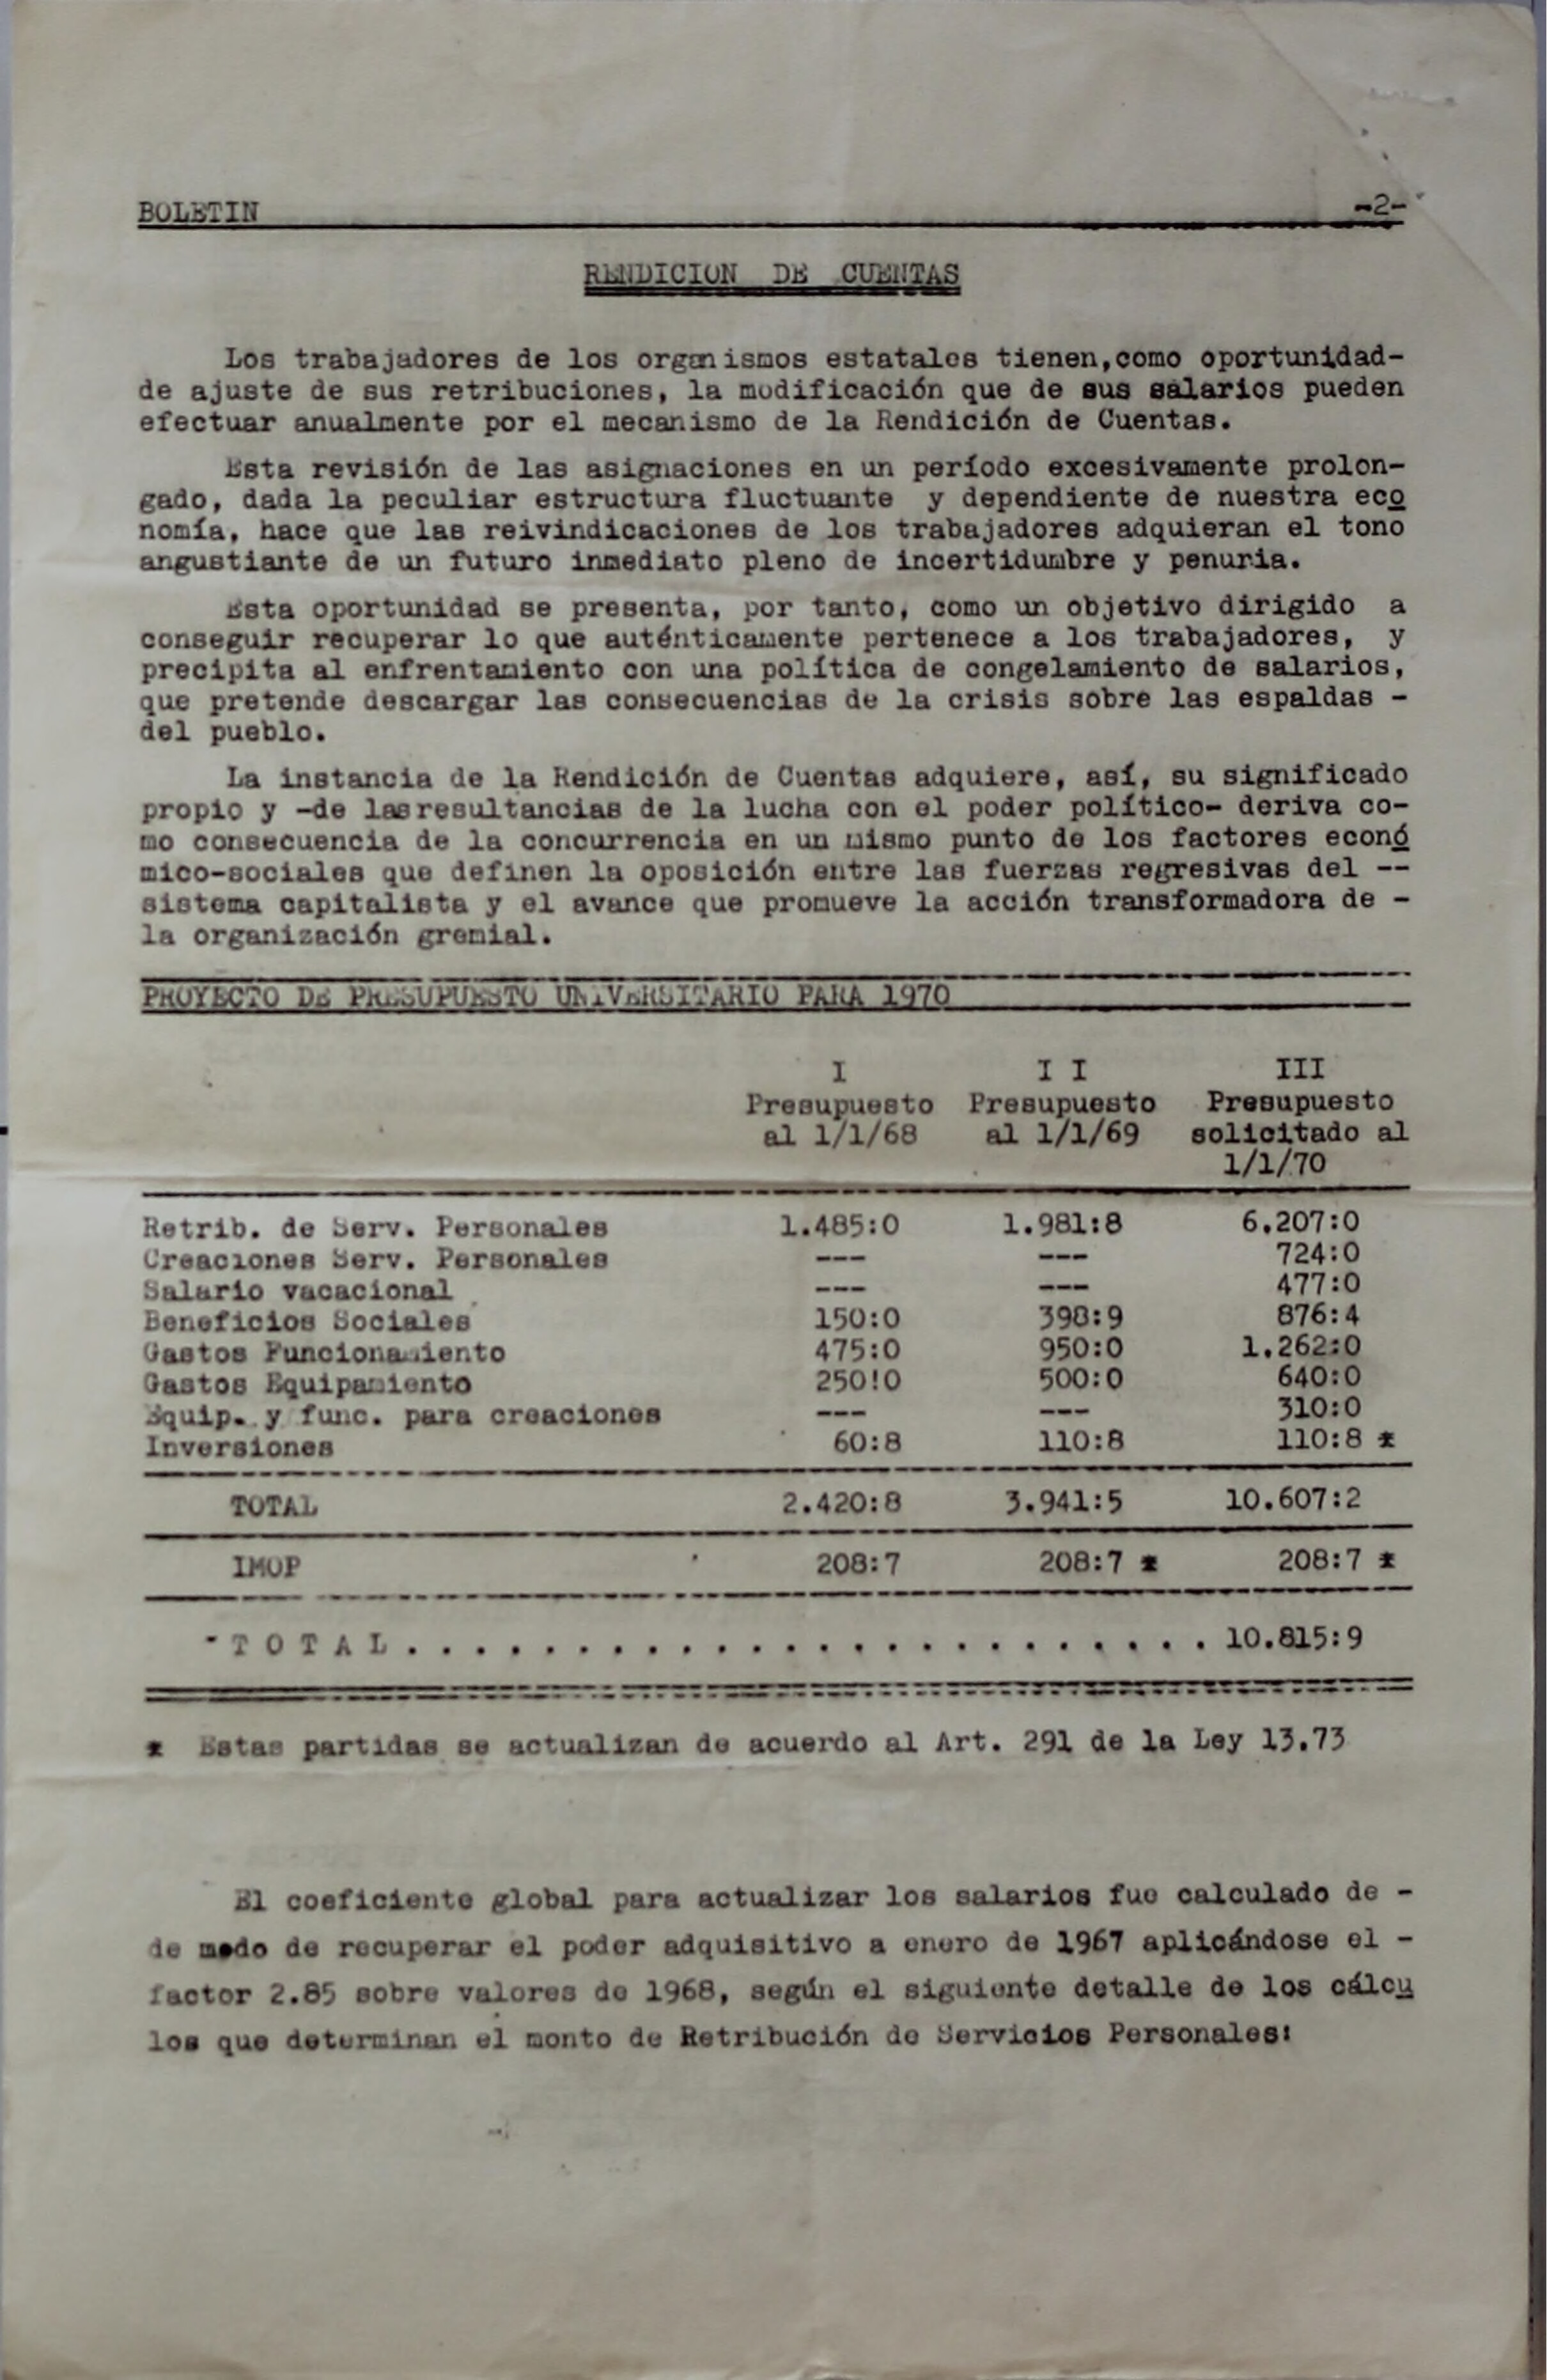 BOLETIN -2-
RENDICION DE CUENTAS
Los trabajadores de los organismos estatales tienen,como oportunidad-
de ajuste de sus retribuciones, la modificación que de sus salarios pueden
efectuar anualmente por el mecanismo de la Rendición de Cuentas.
Esta revisión de las asignaciones en un período excesivamente prolon-
gado, dada la peculiar estructura fluctuante y dependiente de nuestra eco
nomía, hace que las reivindicaciones de los trabajadores adquieran el tono
angustiante de un futuro inmediato pleno de incertidumbre y penuria.
Esta oportunidad se presenta, por tanto, como un objetivo dirigido a
conseguir recuperar lo que auténticamente pertenece a los trabajadores, y
precipita al enfrentamiento con una política de congelamiento de salarios,
que pretende descargar las consecuencias de la crisis sobre las espaldas -
del pueblo.
La instancia de la Rendición de Cuentas adquiere, así, su significado
propio y -de las resultancias de la lucha con el poder político- deriva co-
mo consecuencia de la concurrencia en un mismo punto de los factores econó
mico-sociales que definen la oposición entre las fuerzas regresivas del --
sistema capitalista y el avance que promueve la acción transformadora de -
la organización gremial.
PROYECTO DE PRESUPUESTO UNIVERSITARIO PARA 1970
I I I III
Presupuesto Presupuesto Presupuesto
al 1/1/68 al 1/1/69 solicitado al
1/1/70
Retrib. de Serv. Personales 1.485:0 1.981:8 6.207:0
Creaciones Serv. Personales --- --- 724:0
Salario vacacional --- --- 477:0
Beneficios Sociales 150:0 398:9 876:4
Gastos Funcionamiento 475:0 950:0 1.262:0
Gastos Equipamiento 250!0 500:0 640:0
Equip. y func. para creaciones --- --- 310:0
Inversiones 60:8 110:8 110:8 *
TOTAL 2.420:8 3.941:5 10.607:2
IMOP 208:7 208:7 * 208:7 *
-T O T A L . . . . . . . . . . . . . . . . . . . . . . . . 10.815:9
* Estas partidas se actualizan de acuerdo al Art. 291 de la Ley 13.73
El coeficiente global para actualizar los salarios fue calculado de -
de modo de recuperar el poder adquisitivo a enero de 1967 aplicándose el -
factor 2.85 sobre valores de 1968, según el siguiente detalle de los cálcu
los que determinan el monto de Retribución de Servicios Personales: